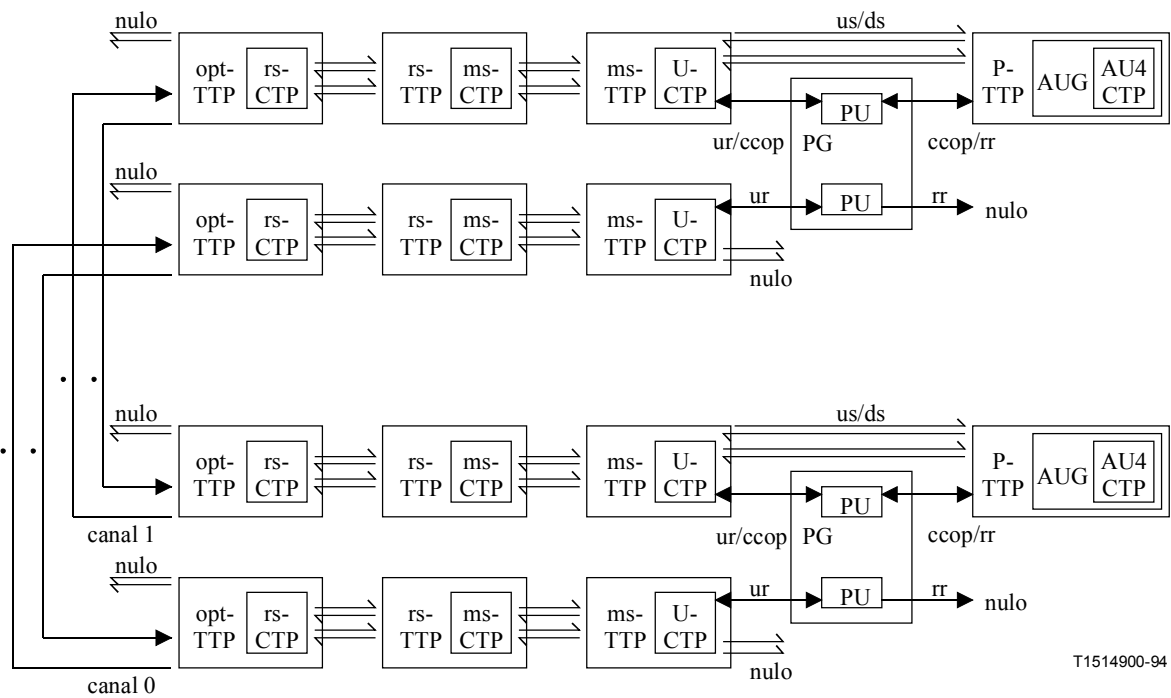 nulo
us/ds
opt-
TTP
rs-
CTP
rs-
TTP
ms-
CTP
ms-
TTP
U-
CTP
PU
P-
TTP
AUG
AU4
CTP
ur/ccop
PG
ccop/rr
nulo
opt-
TTP
rs-
CTP
rs-
TTP
ms-
CTP
ms-
TTP
U-
CTP
ur
PU
rr
nulo
nulo
nulo
us/ds
opt-
TTP
rs-
CTP
rs-
TTP
ms-
CTP
ms-
TTP
U-
CTP
PU
P-
TTP
AUG
AU4
CTP
canal 1
ur/ccop
PG
ccop/rr
nulo
opt-
TTP
rs-
CTP
rs-
TTP
ms-
CTP
ms-
TTP
U-
CTP
ur
PU
rr
nulo
nulo
canal 0
T1514900-94